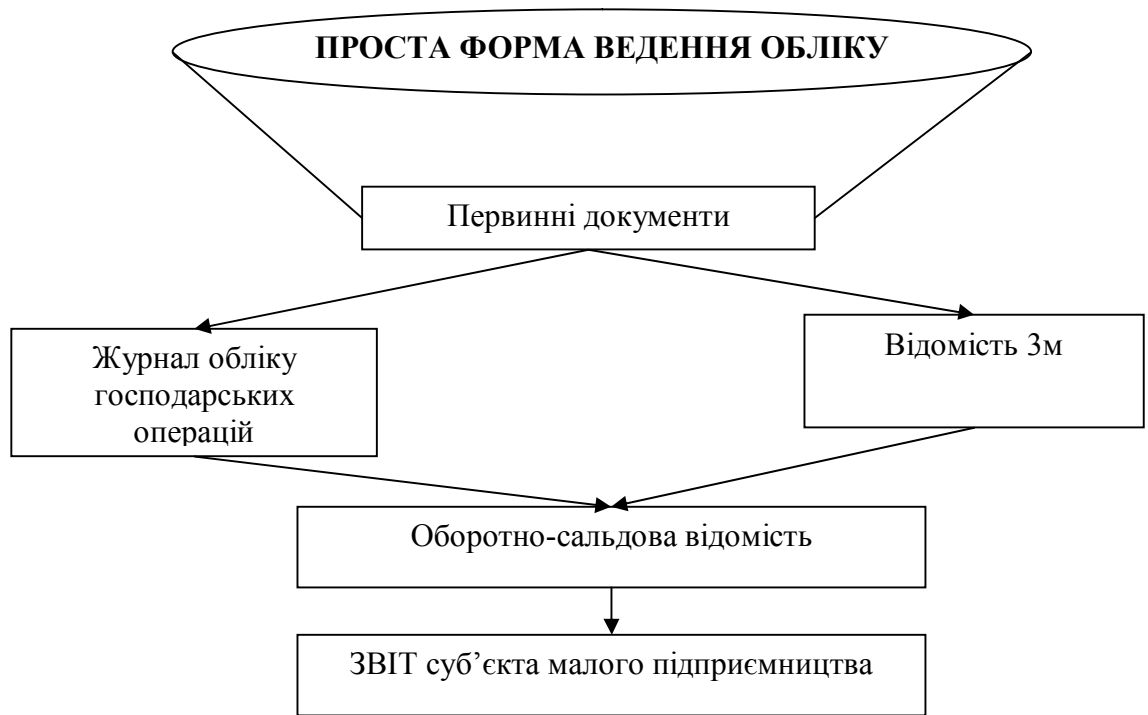 ПРОСТА ФОРМА ВЕДЕННЯ ОБЛІКУ
Первинні документи
Журнал обліку
господарських
операцій
Відомість 3м
Оборотно-сальдова відомість
ЗВІТ суб’єкта малого підприємництва